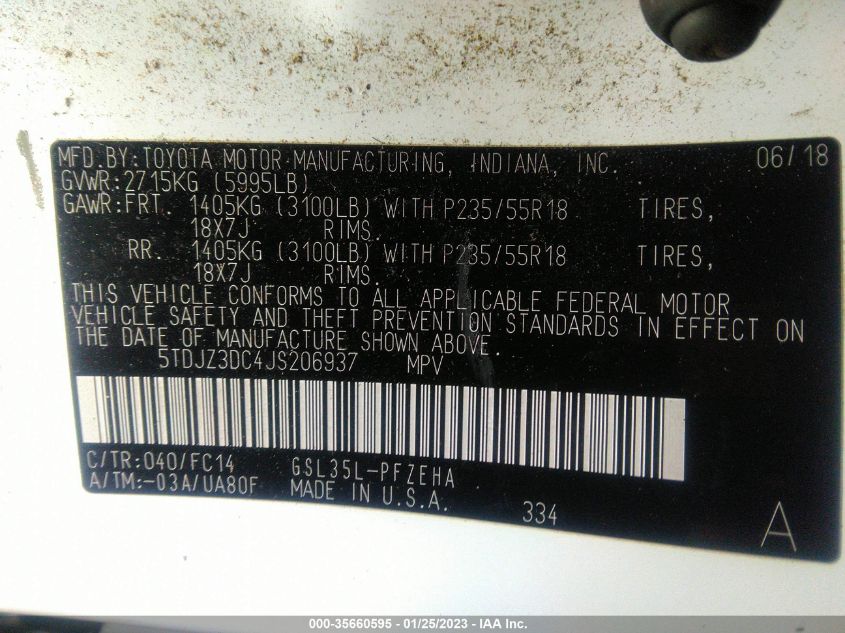 MFD.BY:TOYOTA MOTOR MANUFACTURING, INDIANA, INC. 06/18
GVWR:2715KG (5995LB)
GAWR:FRT. 1405KG (3100LB) WITH P235/55R18 TIRES,
18X7J RIMS.
RR. 1405KG (3100LB) WITH P235/55R18 TIRES,
18X7J RIMS.
THIS VEHICLE CONFORMS TO ALL APPLICABLE FEDERAL MOTOR
VEHICLE SAFETY AND THEFT PREVENTION STANDARDS IN EFFECT ON
THE DATE OF MANUFACTURE SHOWN ABOVE.
5TDJZ3DC4JS206937 MPV
C/TR:040/FC14 GSL35L-PFZEHA
A/TM:-03A/UA80F MADE IN U.S.A. 334 A
000-35660595 - 01/25/2023 - IAA Inc.